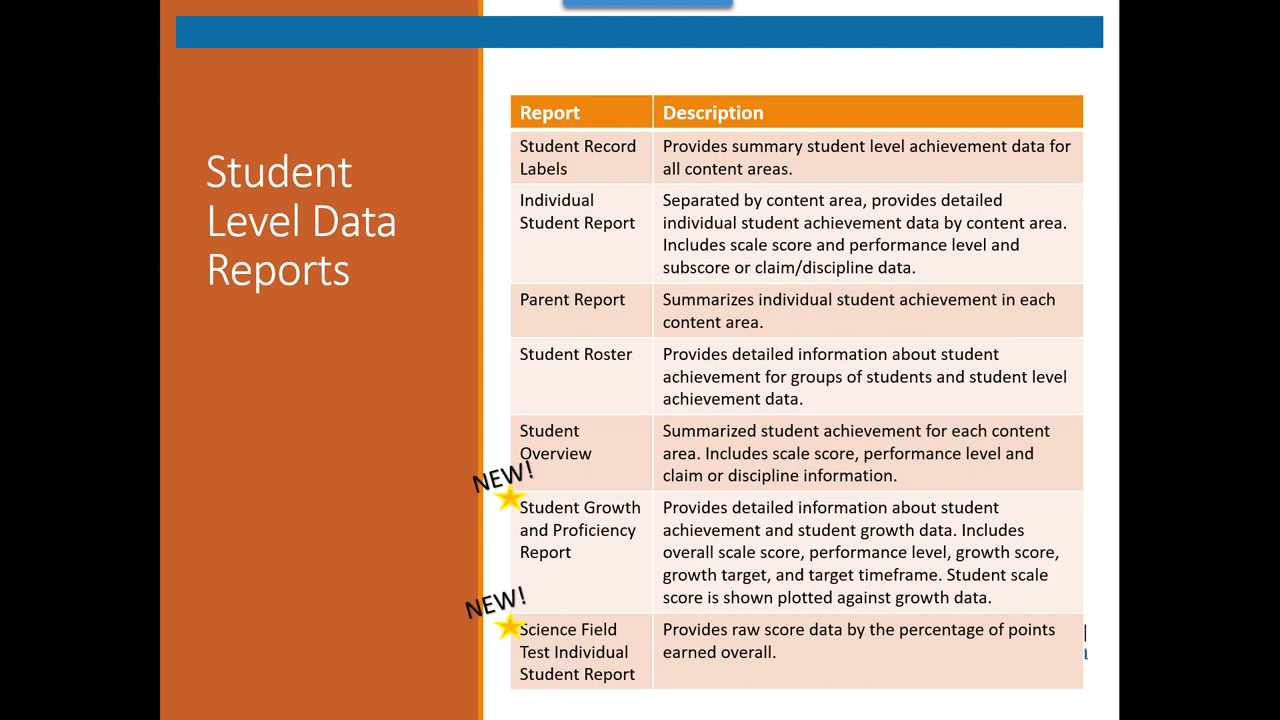 Student
Level Data
Reports
Report Description
Student Record
Labels
Provides summary student level achievement data for
all content areas.
Individual
Student Report
Separated by content area, provides detailed
individual student achievement data by content area.
Includes scale score and performance level and
subscore or claim/discipline data.
Parent Report
Summarizes individual student achievement in each
content area.
Student Roster
Provides detailed information about student
achievement for groups of students and student level
achievement data.
Student
Overview
Summarized student achievement for each content
area. Includes scale score, performance level and
claim or discipline information.
NEW!
Student Growth
and Proficiency
Report
Provides detailed information about student
achievement and student growth data. Includes
overall scale score, performance level, growth score,
growth target, and target timeframe. Student scale
score is shown plotted against growth data.
NEW!
Science Field
Test Individual
Student Report
Provides raw score data by the percentage of points
earned overall.